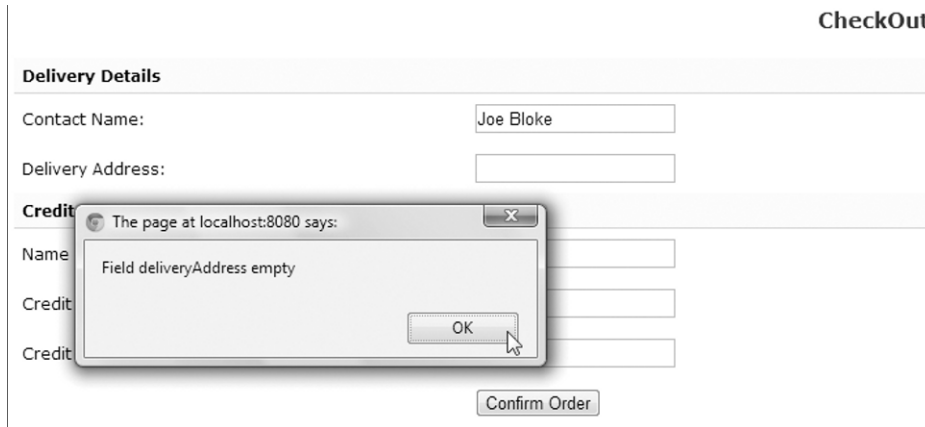 CheckOut
Delivery Details
Contact Name: Joe Bloke
Delivery Address:
Credit
The page at localhost:8080 says:
Name
Field deliveryAddress empty
Credit
OK
Credit
Confirm Order